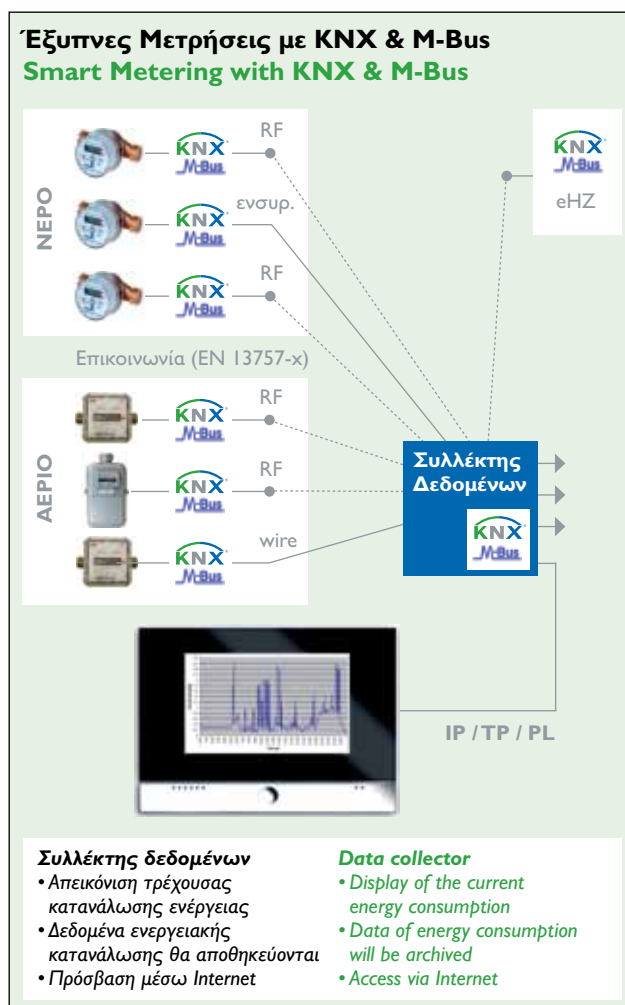 Έξυπνες Μετρήσεις με KNX & M-Bus
Smart Metering with KNX & M-Bus
ΝΕΡΟ
KNX
M-Bus
RF
KNX
M-Bus
ενσυρ.
KNX
M-Bus
RF
KNX
M-Bus
eHZ
Επικοινωνία (EN 13757-x)
ΑΕΡΙΟ
KNX
M-Bus
RF
KNX
M-Bus
RF
KNX
M-Bus
wire
Συλλέκτης
Δεδομένων
KNX
M-Bus
IP / TP / PL
Συλλέκτης δεδομένων
• Απεικόνιση τρέχουσας
κατανάλωσης ενέργειας
• Δεδομένα ενεργειακής
κατανάλωσης θα αποθηκεύονται
• Πρόσβαση μέσω Internet
Data collector
• Display of the current
energy consumption
• Data of energy consumption
will be archived
• Access via Internet